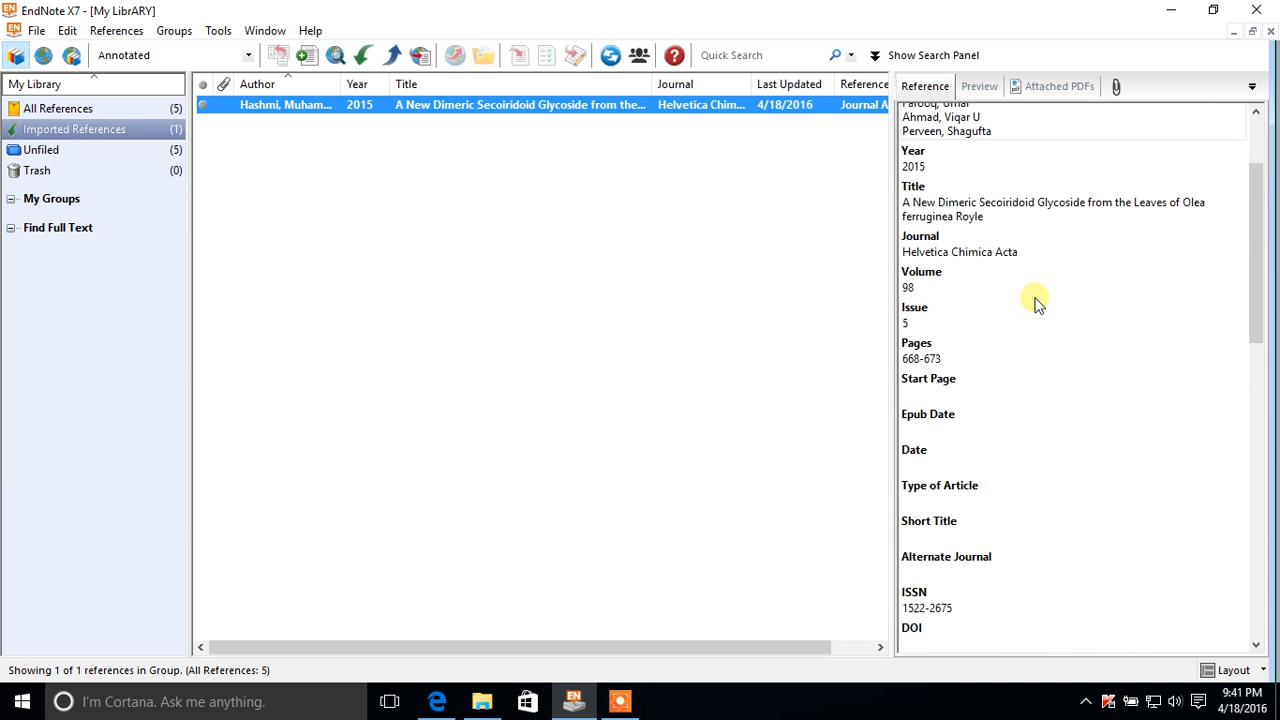 EndNote X7 - [My LibrARY]
File Edit References Groups Tools Window Help
Annotated
Quick Search
Show Search Panel
My Library
All References (5)
Imported References (1)
Unfiled (5)
Trash (0)
My Groups
Find Full Text
Author Year Title Journal Last Updated Reference
Hashmi, Muham... 2015 A New Dimeric Secoiridoid Glycoside from the... Helvetica Chim... 4/18/2016 Journal A
Reference Preview Attached PDFs
Farooq, Umar
Ahmad, Viqar U
Perveen, Shagufta
Year
2015
Title
A New Dimeric Secoiridoid Glycoside from the Leaves of Olea
ferruginea Royle
Journal
Helvetica Chimica Acta
Volume
98
Issue
5
Pages
668-673
Start Page
Epub Date
Date
Type of Article
Short Title
Alternate Journal
ISSN
1522-2675
DOI
Showing 1 of 1 references in Group. (All References: 5)
Layout
I'm Cortana. Ask me anything.
9:41 PM
4/18/2016